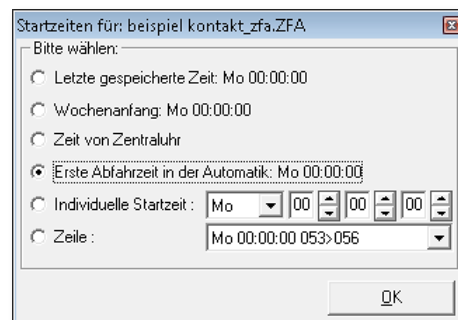 Startzeiten für: beispiel kontakt_zfa.ZFA
Bitte wählen:
Letzte gespeicherte Zeit: Mo 00:00:00
Wochenanfang: Mo 00:00:00
Zeit von Zentraluhr
Erste Abfahrzeit in der Automatik: Mo 00:00:00
Individuelle Startzeit : Mo 00 00 00
Zeile : Mo 00:00:00 053>056
OK